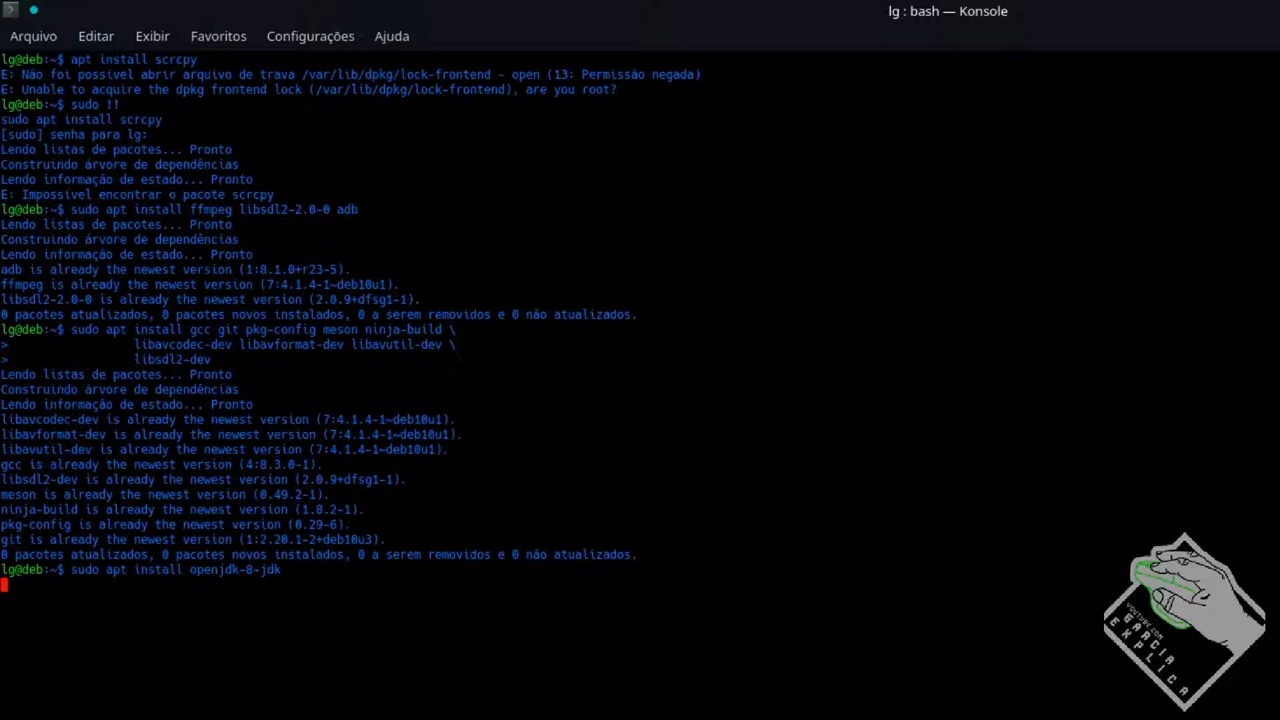 lg : bash — Konsole
Arquivo Editar Exibir Favoritos Configurações Ajuda
lg@deb:~$ apt install scrcpy
E: Não foi possível abrir arquivo de trava /var/lib/dpkg/lock-frontend - open (13: Permissão negada)
E: Unable to acquire the dpkg frontend lock (/var/lib/dpkg/lock-frontend), are you root?
lg@deb:~$ sudo !!
sudo apt install scrcpy
[sudo] senha para lg:
Lendo listas de pacotes... Pronto
Construindo árvore de dependências
Lendo informação de estado... Pronto
E: Impossível encontrar o pacote scrcpy
lg@deb:~$ sudo apt install ffmpeg libsdl2-2.0-0 adb
Lendo listas de pacotes... Pronto
Construindo árvore de dependências
Lendo informação de estado... Pronto
adb is already the newest version (1:8.1.0+r23-5).
ffmpeg is already the newest version (7:4.1.4-1~deb10u1).
libsdl2-2.0-0 is already the newest version (2.0.9+dfsg1-1).
0 pacotes atualizados, 0 pacotes novos instalados, 0 a serem removidos e 0 não atualizados.
lg@deb:~$ sudo apt install gcc git pkg-config meson ninja-build \
> libavcodec-dev libavformat-dev libavutil-dev \
> libsdl2-dev
Lendo listas de pacotes... Pronto
Construindo árvore de dependências
Lendo informação de estado... Pronto
libavcodec-dev is already the newest version (7:4.1.4-1~deb10u1).
libavformat-dev is already the newest version (7:4.1.4-1~deb10u1).
libavutil-dev is already the newest version (7:4.1.4-1~deb10u1).
gcc is already the newest version (4:8.3.0-1).
libsdl2-dev is already the newest version (2.0.9+dfsg1-1).
meson is already the newest version (0.49.2-1).
ninja-build is already the newest version (1.8.2-1).
pkg-config is already the newest version (0.29-6).
git is already the newest version (1:2.20.1-2+deb10u3).
0 pacotes atualizados, 0 pacotes novos instalados, 0 a serem removidos e 0 não atualizados.
lg@deb:~$ sudo apt install openjdk-8-jdk
YOUTUBE.COM
GARCIA
EXPLICA